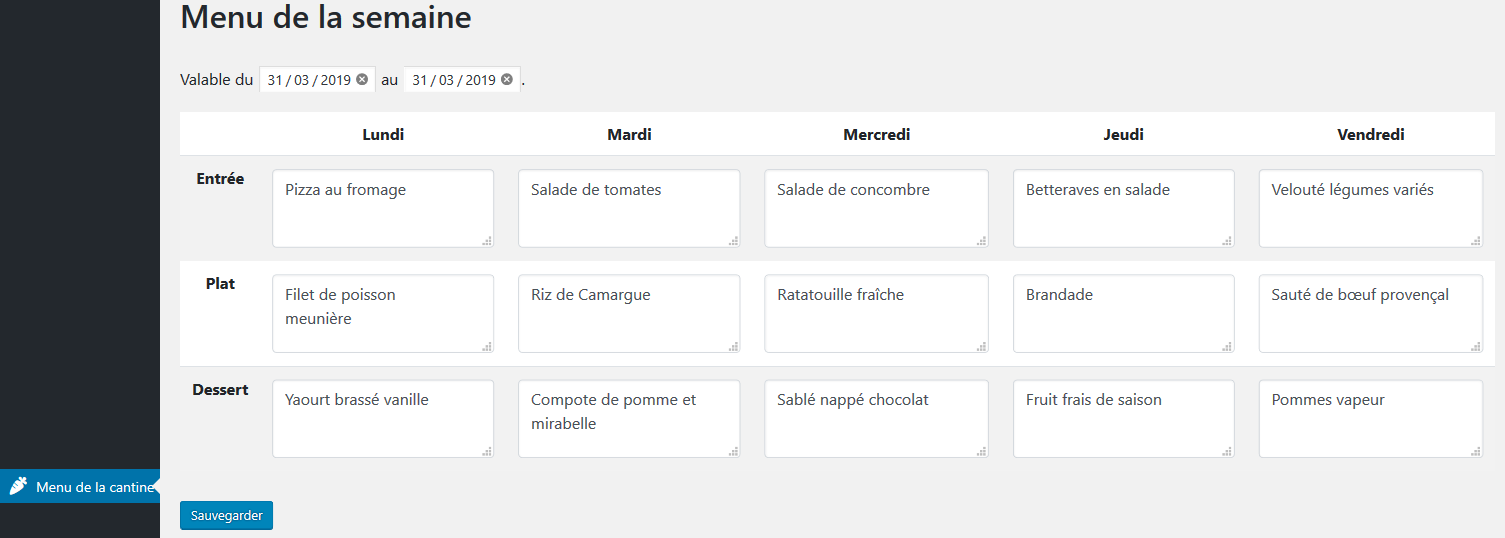 Menu de la semaine
Valable du 31 / 03 / 2019 au 31 / 03 / 2019 .
Lundi Mardi Mercredi Jeudi Vendredi
Entrée Pizza au fromage Salade de tomates Salade de concombre Betteraves en salade Velouté légumes variés
Plat Filet de poisson Riz de Camargue Ratatouille fraîche Brandade Sauté de bœuf provençal
meunière
Dessert Yaourt brassé vanille Compote de pomme et Sablé nappé chocolat Fruit frais de saison Pommes vapeur
mirabelle
Menu de la cantine
Sauvegarder